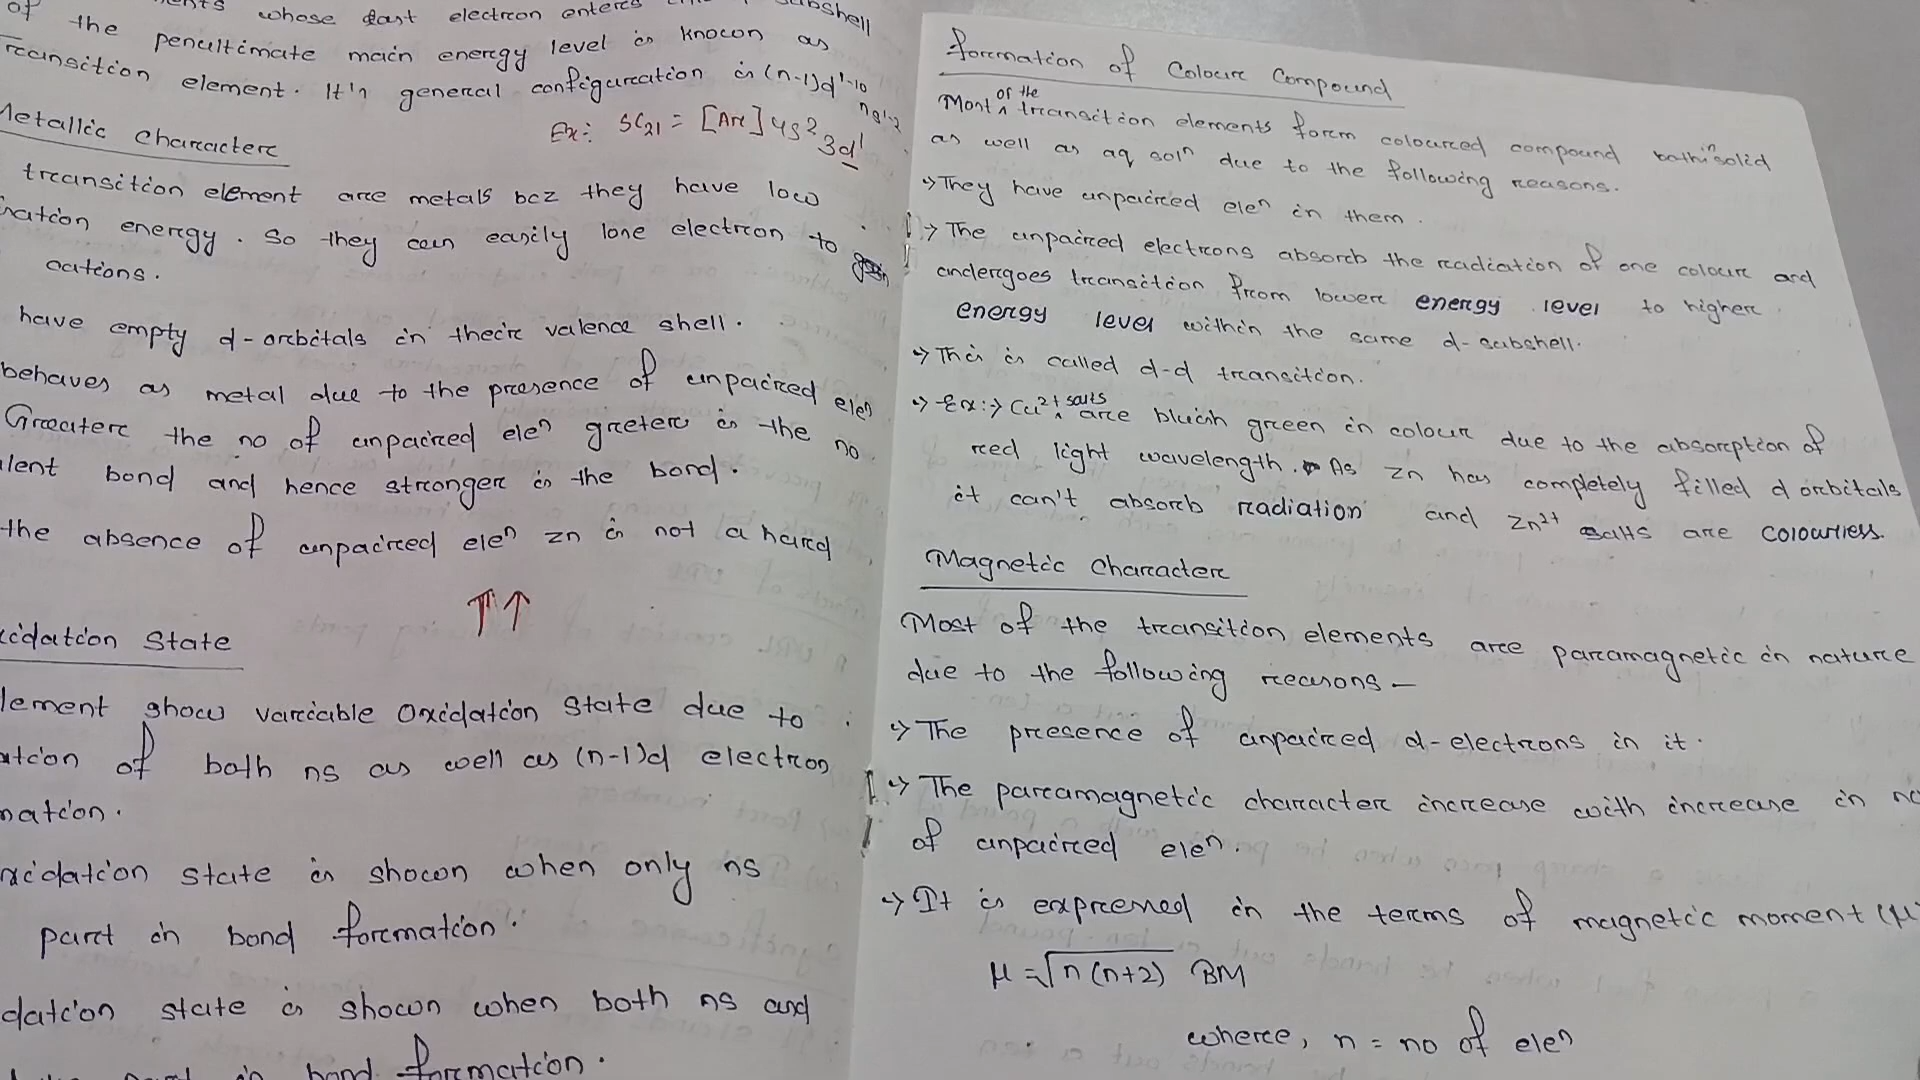 of the
whose last electron enters
subshell
the penultimate main energy level is known as
Transition element. It's general configuration is (n-1)d¹⁻¹⁰
ns¹⁻²
Ex: Sc₂₁ = [Ar]4s² 3d¹
Metallic Character
transition element are metals bcz they have low
energy. So they can easily lose electron to
cations.
have empty d-orbitals in their valence shell.
behaves as metal due to the presence of unpaired eleⁿ
Greater the no of unpaired eleⁿ greter is the no
bond and hence stronger is the bond.
the absence of unpaired eleⁿ zn is not a hard
↑↑
State
show variable Oxidation State due to
of both ns as well as (n-1)d electron
state is shown when only ns
part in bond formation.
state is shown when both ns and
bond formation.
Formation of Colour Compound
Most of the transition elements form coloured compound both in solid
as well as aq solⁿ due to the following reasons.
→ They have unpaired eleⁿ in them.
→ The unpaired electrons absorb the radiation of one colour and
undergoes transition from lower energy level to higher
energy level within the same d-subshell.
→ This is called d-d transition.
→ Ex:→ Cu²⁺ salts are bluish green in colour due to the absorption of
red light wavelength. As Zn has completely filled d orbitals
it can't absorb radiation and Zn²⁺ salts are colourless.
Magnetic Character
Most of the transition elements are paramagnetic in nature
due to the following reasons —
→ The presence of unpaired d-electrons in it.
→ The paramagnetic character increase with increase in no
of unpaired eleⁿ.
→ It is expressed in the terms of magnetic moment (μ)
μ = √n(n+2) BM
where, n = no of eleⁿ